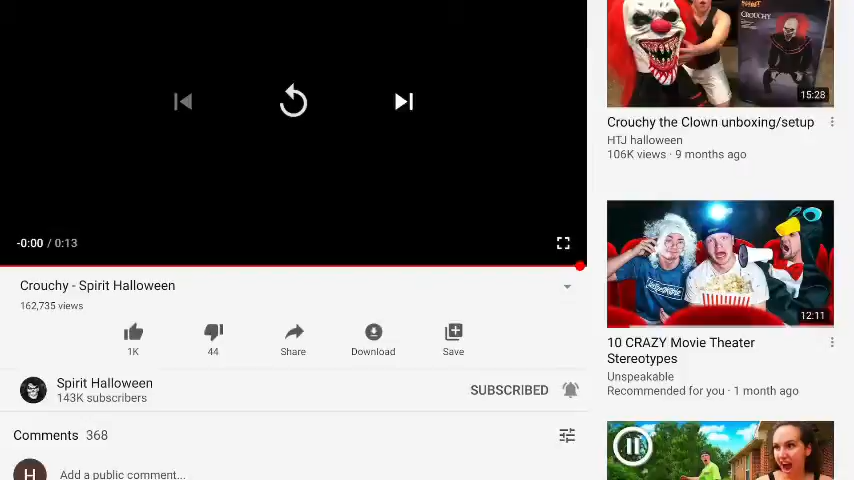 -0:00 / 0:13
Crouchy - Spirit Halloween
162,735 views
1K
44
Share
Download
Save
Spirit Halloween
143K subscribers
SUBSCRIBED
Comments 368
H
Add a public comment...
CROUCHY
15:28
Crouchy the Clown unboxing/setup
HTJ halloween
106K views · 9 months ago
12:11
10 CRAZY Movie Theater
Stereotypes
Unspeakable
Recommended for you · 1 month ago